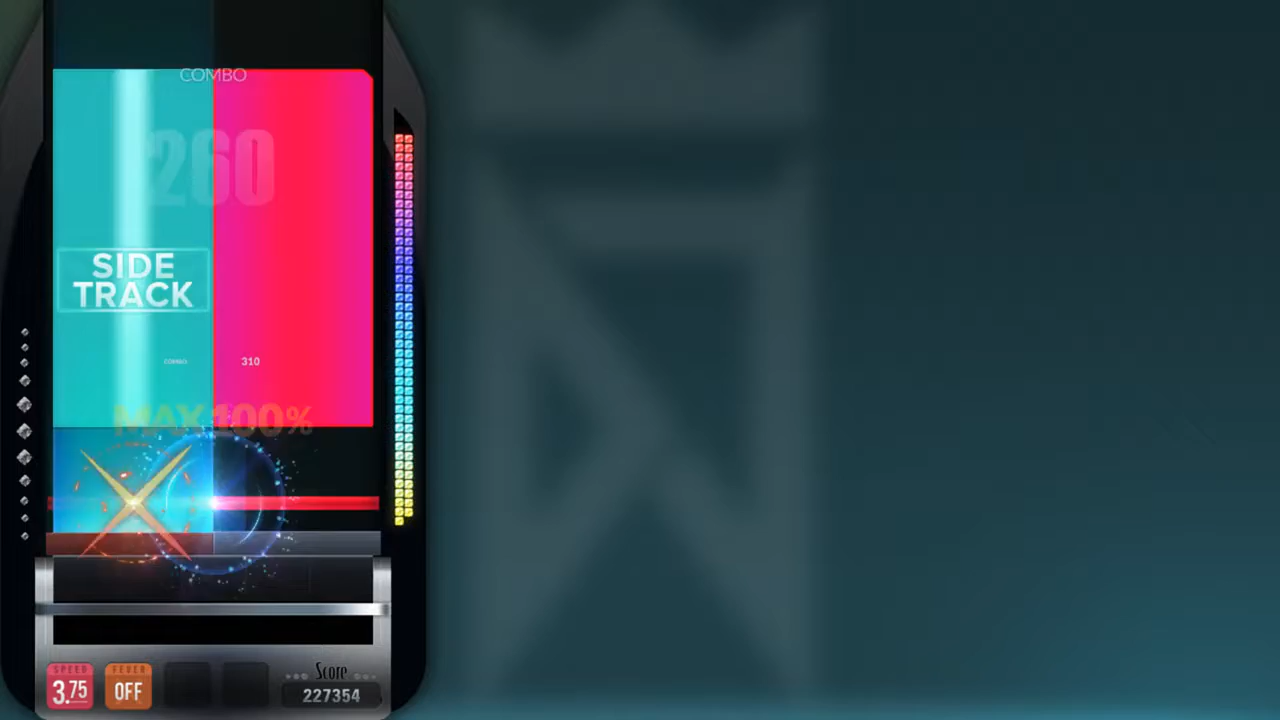 COMBO
260
SIDE
TRACK
COMBO
310
MAX 100%
SPEED
3.75
FEVER
OFF
Score
227354